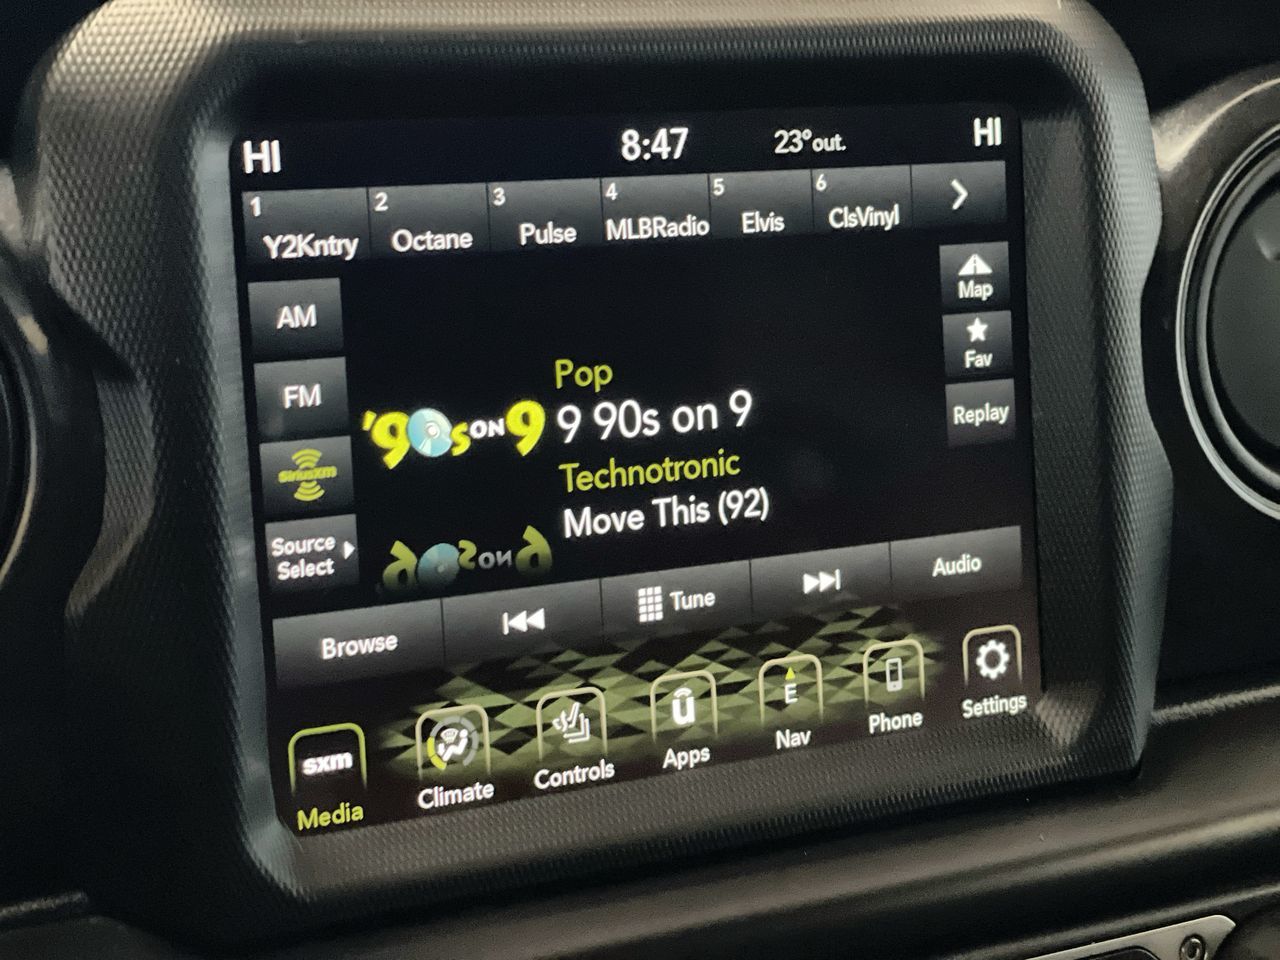 HI 8:47 23° out. HI
1 Y2Kntry 2 Octane 3 Pulse 4 MLBRadio 5 Elvis 6 ClsVinyl
AM
FM
SiriusXM
Source
Select
'90s ON 9
Pop
9 90s on 9
Technotronic
Move This (92)
Map
Fav
Replay
Browse Tune Audio
sxm
Media
Climate
Controls
ū
Apps
E
Nav
Phone
Settings